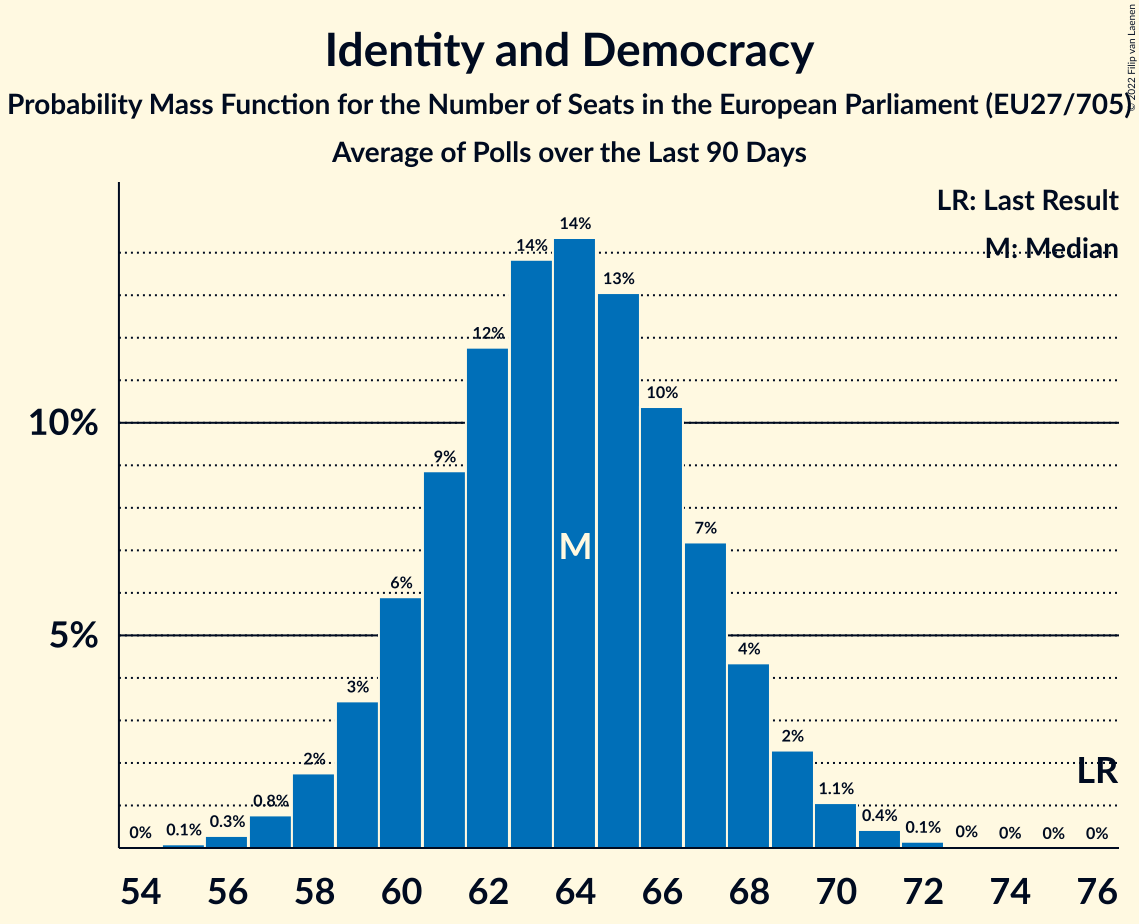 © 2022 Filip van Laenen
Identity and Democracy
Probability Mass Function for the Number of Seats in the European Parliament (EU27/705)
Average of Polls over the Last 90 Days
LR: Last Result
M: Median
10%
5%
0%
0.1%
0.3%
0.8%
2%
3%
6%
9%
12%
14%
14%
13%
10%
7%
4%
2%
1.1%
0.4%
0.1%
0%
0%
0%
0%
M
LR
54 56 58 60 62 64 66 68 70 72 74 76